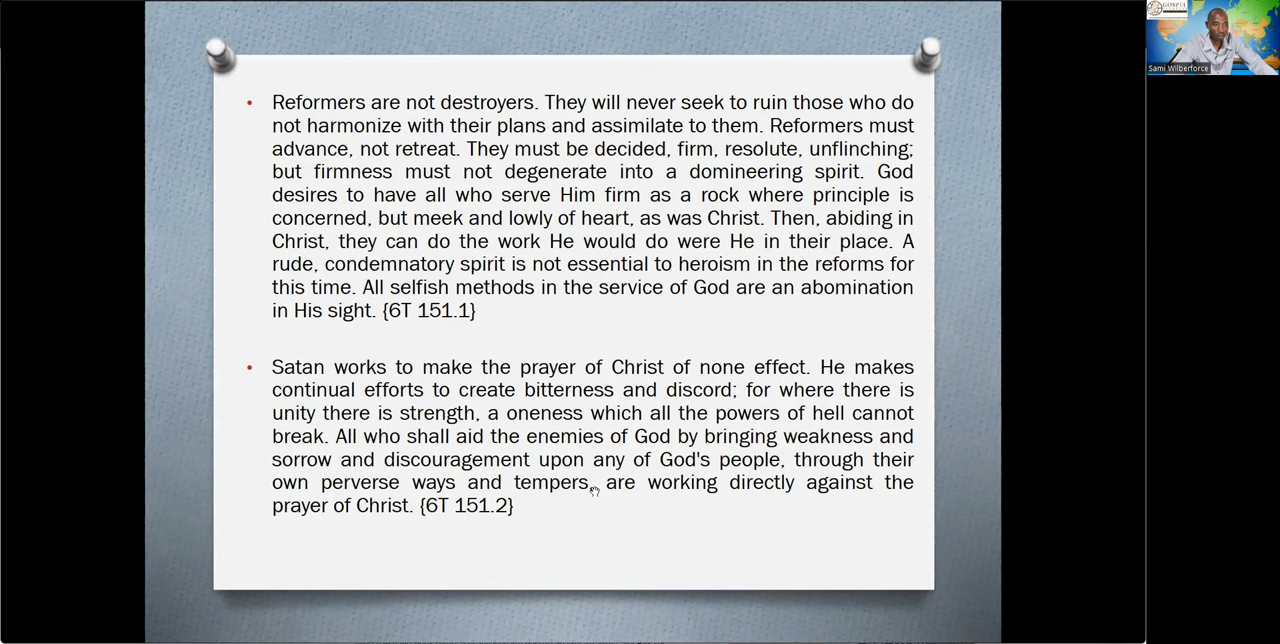 • Reformers are not destroyers. They will never seek to ruin those who do
not harmonize with their plans and assimilate to them. Reformers must
advance, not retreat. They must be decided, firm, resolute, unflinching;
but firmness must not degenerate into a domineering spirit. God
desires to have all who serve Him firm as a rock where principle is
concerned, but meek and lowly of heart, as was Christ. Then, abiding in
Christ, they can do the work He would do were He in their place. A
rude, condemnatory spirit is not essential to heroism in the reforms for
this time. All selfish methods in the service of God are an abomination
in His sight. {6T 151.1}
• Satan works to make the prayer of Christ of none effect. He makes
continual efforts to create bitterness and discord; for where there is
unity there is strength, a oneness which all the powers of hell cannot
break. All who shall aid the enemies of God by bringing weakness and
sorrow and discouragement upon any of God's people, through their
own perverse ways and tempers, are working directly against the
prayer of Christ. {6T 151.2}
GOSPEL
Sami Wilberforce